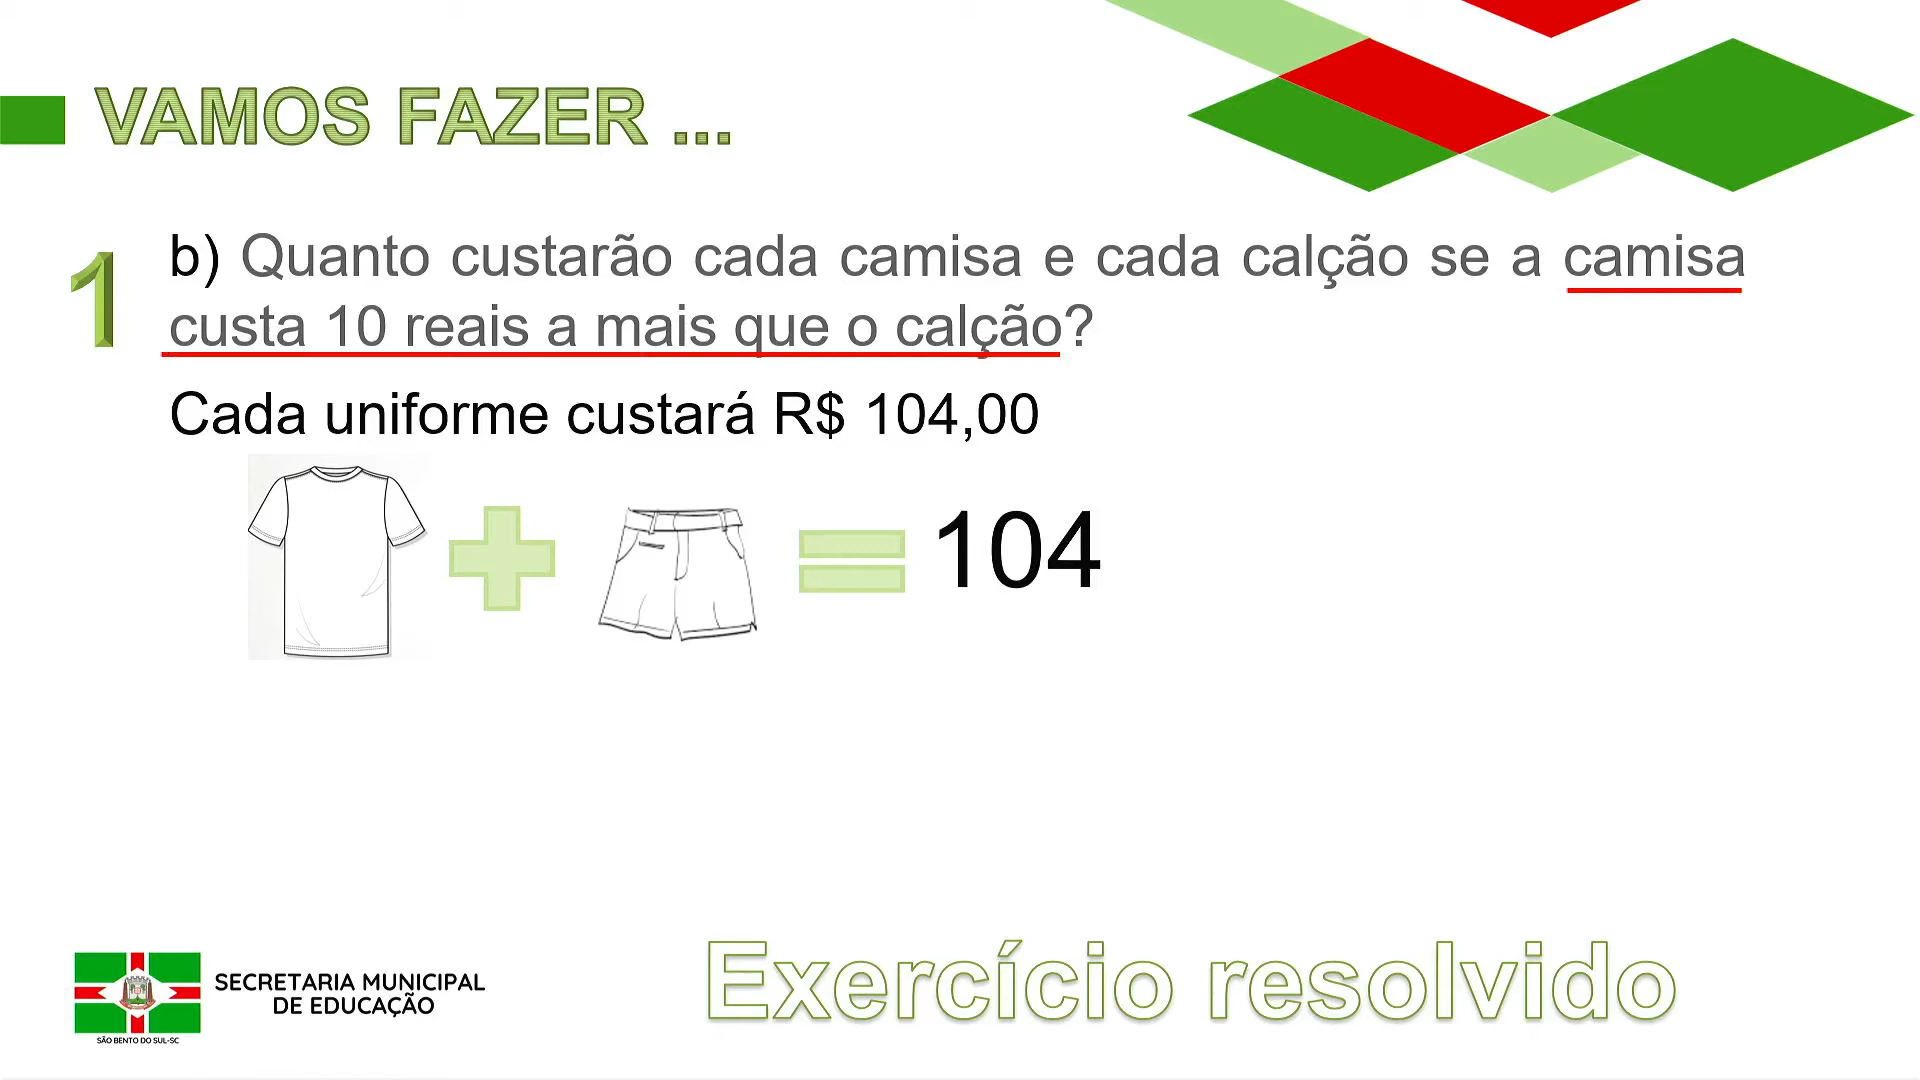 VAMOS FAZER ...
1
b) Quanto custarão cada camisa e cada calção se a camisa
custa 10 reais a mais que o calção?
Cada uniforme custará R$ 104,00
104
Exercício resolvido
SECRETARIA MUNICIPAL
DE EDUCAÇÃO
SÃO BENTO DO SUL-SC